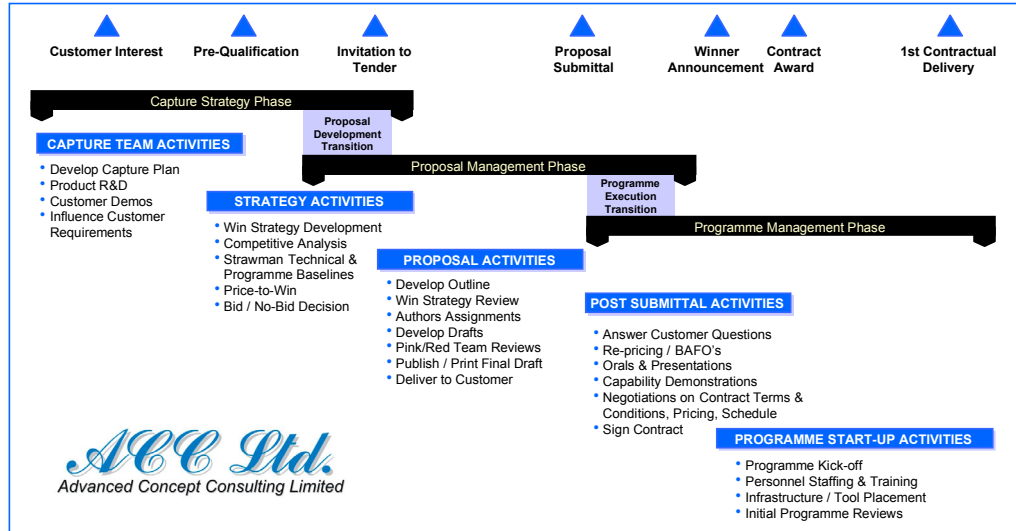 Customer Interest
Pre-Qualification
Invitation to
Tender
Proposal
Submittal
Winner
Announcement
Contract
Award
1st Contractual
Delivery
Capture Strategy Phase
Proposal
Development
Transition
Proposal Management Phase
Programme
Execution
Transition
Programme Management Phase
CAPTURE TEAM ACTIVITIES
• Develop Capture Plan
• Product R&D
• Customer Demos
• Influence Customer
Requirements
STRATEGY ACTIVITIES
• Win Strategy Development
• Competitive Analysis
• Strawman Technical &
Programme Baselines
• Price-to-Win
• Bid / No-Bid Decision
PROPOSAL ACTIVITIES
• Develop Outline
• Win Strategy Review
• Authors Assignments
• Develop Drafts
• Pink/Red Team Reviews
• Publish / Print Final Draft
• Deliver to Customer
POST SUBMITTAL ACTIVITIES
• Answer Customer Questions
• Re-pricing / BAFO's
• Orals & Presentations
• Capability Demonstrations
• Negotiations on Contract Terms &
Conditions, Pricing, Schedule
• Sign Contract
PROGRAMME START-UP ACTIVITIES
• Programme Kick-off
• Personnel Staffing & Training
• Infrastructure / Tool Placement
• Initial Programme Reviews
ACC Ltd.
Advanced Concept Consulting Limited